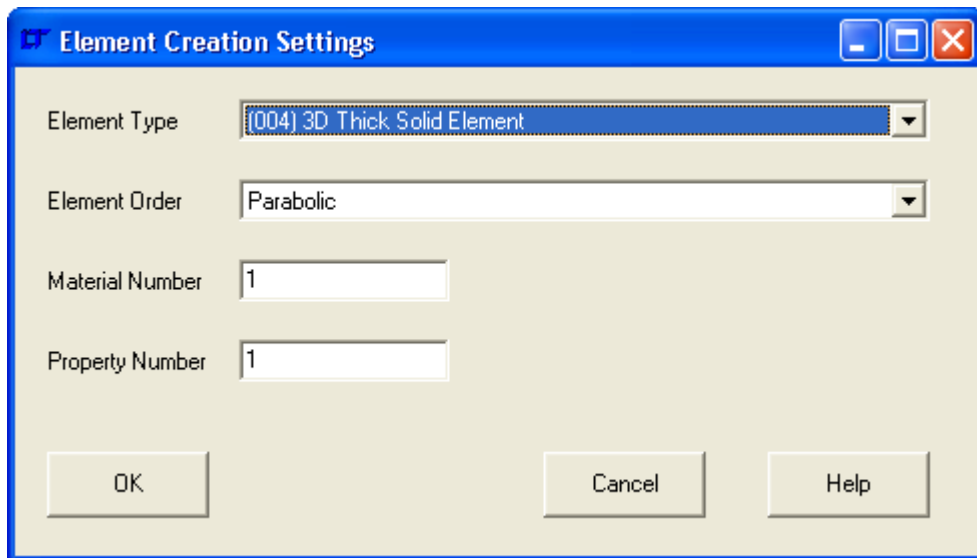 Element Creation Settings
Element Type (004) 3D Thick Solid Element
Element Order Parabolic
Material Number 1
Property Number 1
OK Cancel Help